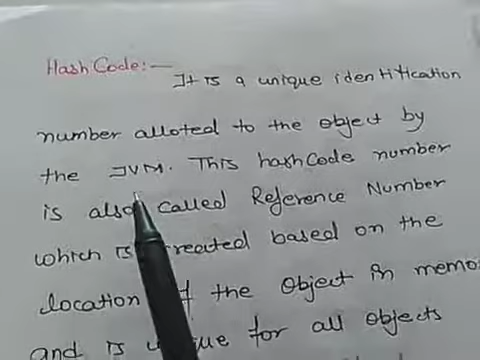 HashCode:-
It is a unique identification
number alloted to the object by
the JVM. This hashCode number
is also called Reference Number
which is created based on the
location of the object in memo
and is unique for all objects